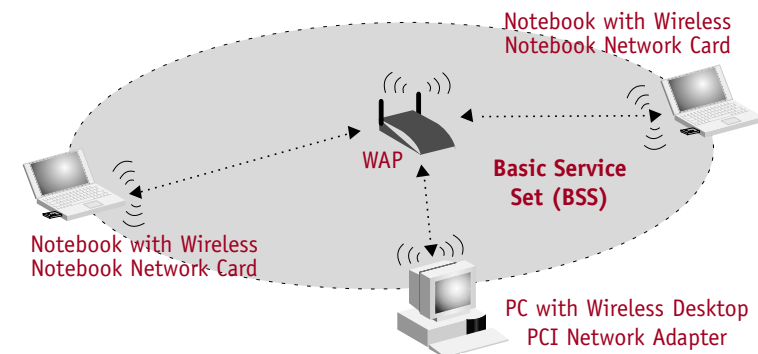 Notebook with Wireless
Notebook Network Card
WAP
Basic Service
Set (BSS)
Notebook with Wireless
Notebook Network Card
PC with Wireless Desktop
PCI Network Adapter